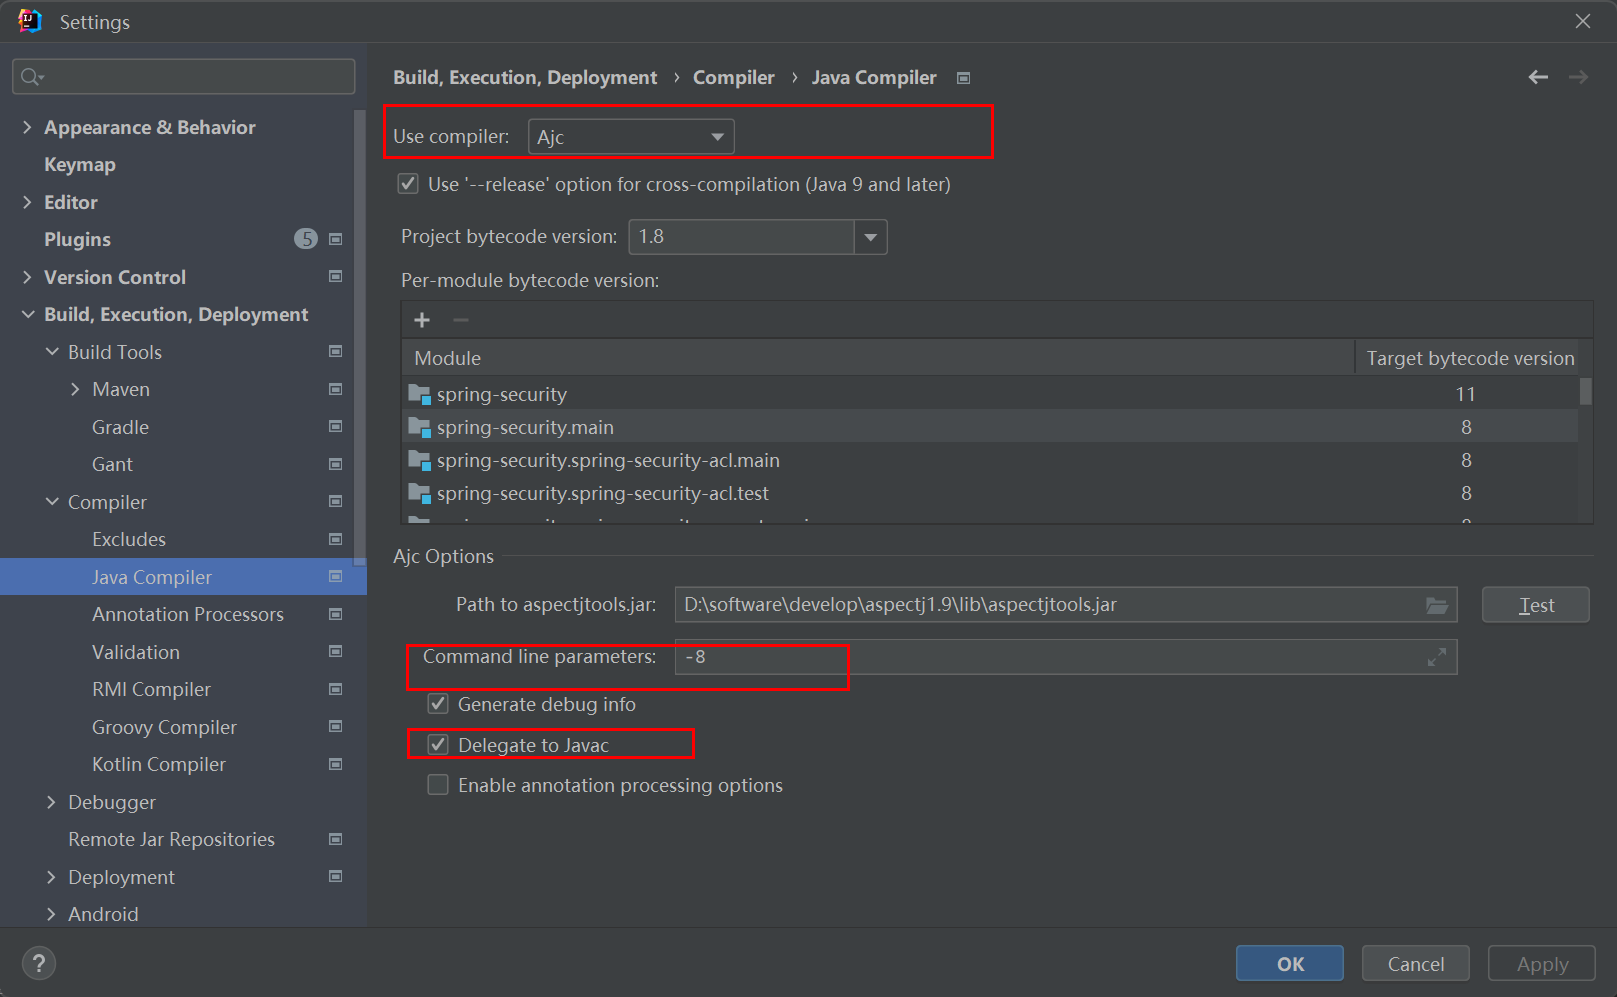 Settings
Build, Execution, Deployment › Compiler › Java Compiler
Appearance & Behavior
Keymap
Editor
Plugins 5
Version Control
Build, Execution, Deployment
Build Tools
Maven
Gradle
Gant
Compiler
Excludes
Java Compiler
Annotation Processors
Validation
RMI Compiler
Groovy Compiler
Kotlin Compiler
Debugger
Remote Jar Repositories
Deployment
Android
Use compiler: Ajc
Use '--release' option for cross-compilation (Java 9 and later)
Project bytecode version: 1.8
Per-module bytecode version:
Module Target bytecode version
spring-security 11
spring-security.main 8
spring-security.spring-security-acl.main 8
spring-security.spring-security-acl.test 8
Ajc Options
Path to aspectjtools.jar: D:\software\develop\aspectj1.9\lib\aspectjtools.jar Test
Command line parameters: -8
Generate debug info
Delegate to Javac
Enable annotation processing options
? OK Cancel Apply